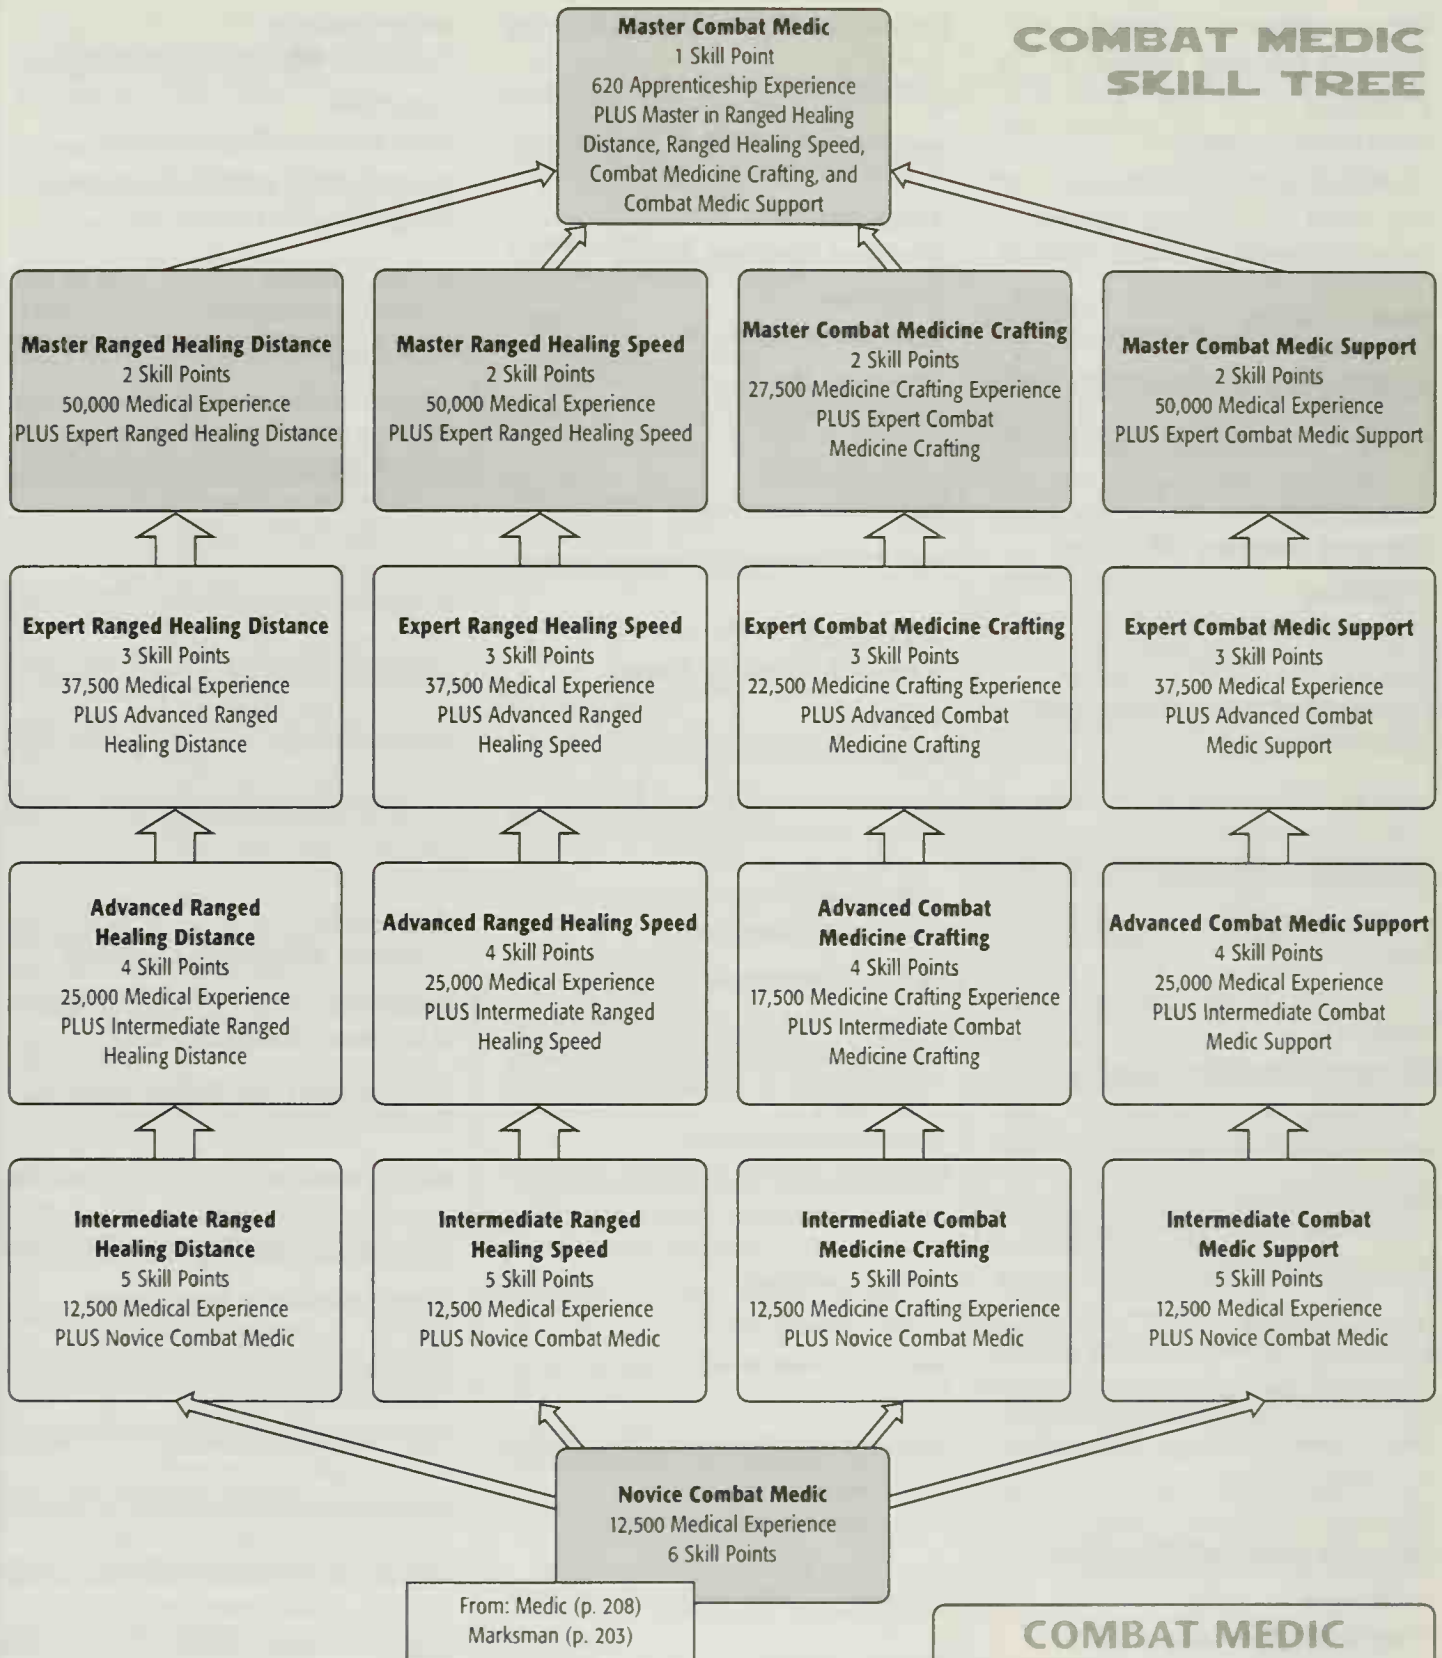 COMBAT MEDIC
SKILL TREE
Master Combat Medic
1 Skill Point
620 Apprenticeship Experience
PLUS Master in Ranged Healing
Distance, Ranged Healing Speed,
Combat Medicine Crafting, and
Combat Medic Support
Master Ranged Healing Distance
2 Skill Points
50,000 Medical Experience
PLUS Expert Ranged Healing Distance
Master Ranged Healing Speed
2 Skill Points
50,000 Medical Experience
PLUS Expert Ranged Healing Speed
Master Combat Medicine Crafting
2 Skill Points
27,500 Medicine Crafting Experience
PLUS Expert Combat
Medicine Crafting
Master Combat Medic Support
2 Skill Points
50,000 Medical Experience
PLUS Expert Combat Medic Support
Expert Ranged Healing Distance
3 Skill Points
37,500 Medical Experience
PLUS Advanced Ranged
Healing Distance
Expert Ranged Healing Speed
3 Skill Points
37,500 Medical Experience
PLUS Advanced Ranged
Healing Speed
Expert Combat Medicine Crafting
3 Skill Points
22,500 Medicine Crafting Experience
PLUS Advanced Combat
Medicine Crafting
Expert Combat Medic Support
3 Skill Points
37,500 Medical Experience
PLUS Advanced Combat
Medic Support
Advanced Ranged
Healing Distance
4 Skill Points
25,000 Medical Experience
PLUS Intermediate Ranged
Healing Distance
Advanced Ranged Healing Speed
4 Skill Points
25,000 Medical Experience
PLUS Intermediate Ranged
Healing Speed
Advanced Combat
Medicine Crafting
4 Skill Points
17,500 Medicine Crafting Experience
PLUS Intermediate Combat
Medicine Crafting
Advanced Combat Medic Support
4 Skill Points
25,000 Medical Experience
PLUS Intermediate Combat
Medic Support
Intermediate Ranged
Healing Distance
5 Skill Points
12,500 Medical Experience
PLUS Novice Combat Medic
Intermediate Ranged
Healing Speed
5 Skill Points
12,500 Medical Experience
PLUS Novice Combat Medic
Intermediate Combat
Medicine Crafting
5 Skill Points
12,500 Medicine Crafting Experience
PLUS Novice Combat Medic
Intermediate Combat
Medic Support
5 Skill Points
12,500 Medical Experience
PLUS Novice Combat Medic
Novice Combat Medic
12,500 Medical Experience
6 Skill Points
From: Medic (p. 208)
Marksman (p. 203)
COMBAT MEDIC